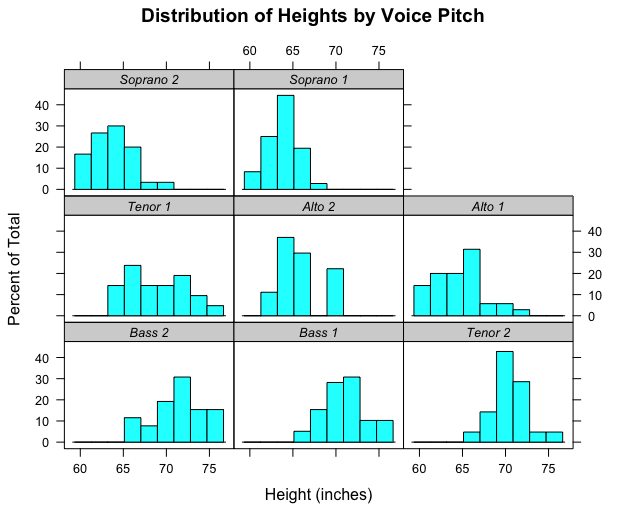 Distribution of Heights by Voice Pitch
60 65 70 75
Soprano 2 Soprano 1
40
30
20
10
0
Tenor 1 Alto 2 Alto 1
40
30
20
10
0
Bass 2 Bass 1 Tenor 2
40
30
20
10
0
60 65 70 75 60 65 70 75
Percent of Total
Height (inches)